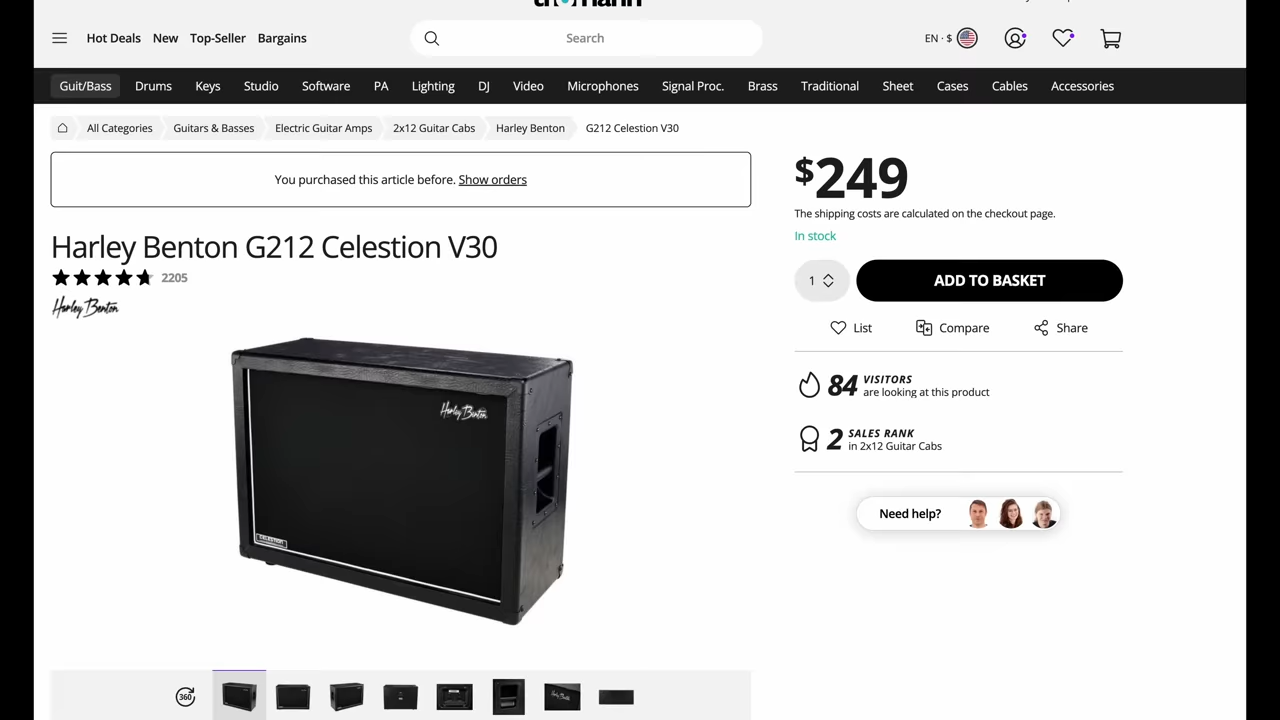 Hot Deals New Top-Seller Bargains
Search
EN · $
Guit/Bass Drums Keys Studio Software PA Lighting DJ Video Microphones Signal Proc. Brass Traditional Sheet Cases Cables Accessories
All Categories Guitars & Basses Electric Guitar Amps 2x12 Guitar Cabs Harley Benton G212 Celestion V30
You purchased this article before. Show orders
Harley Benton G212 Celestion V30
2205
Harley Benton
Harley Benton
CELESTION
360
$249
The shipping costs are calculated on the checkout page.
In stock
1
ADD TO BASKET
List Compare Share
84 VISITORS
are looking at this product
2 SALES RANK
in 2x12 Guitar Cabs
Need help?